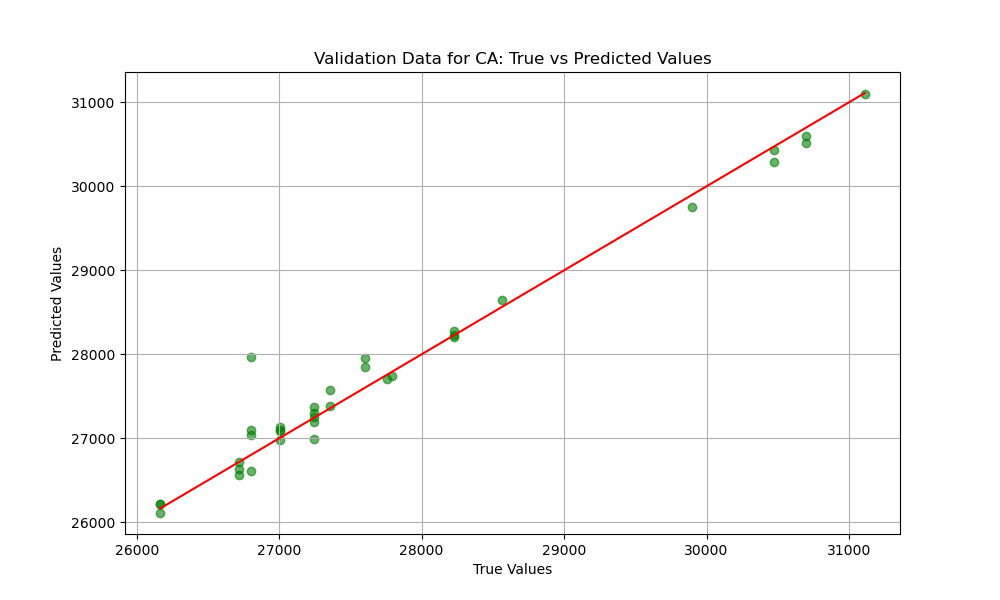 Validation Data for CA: True vs Predicted Values
31000
30000
29000
28000
27000
26000
Predicted Values
26000 27000 28000 29000 30000 31000
True Values